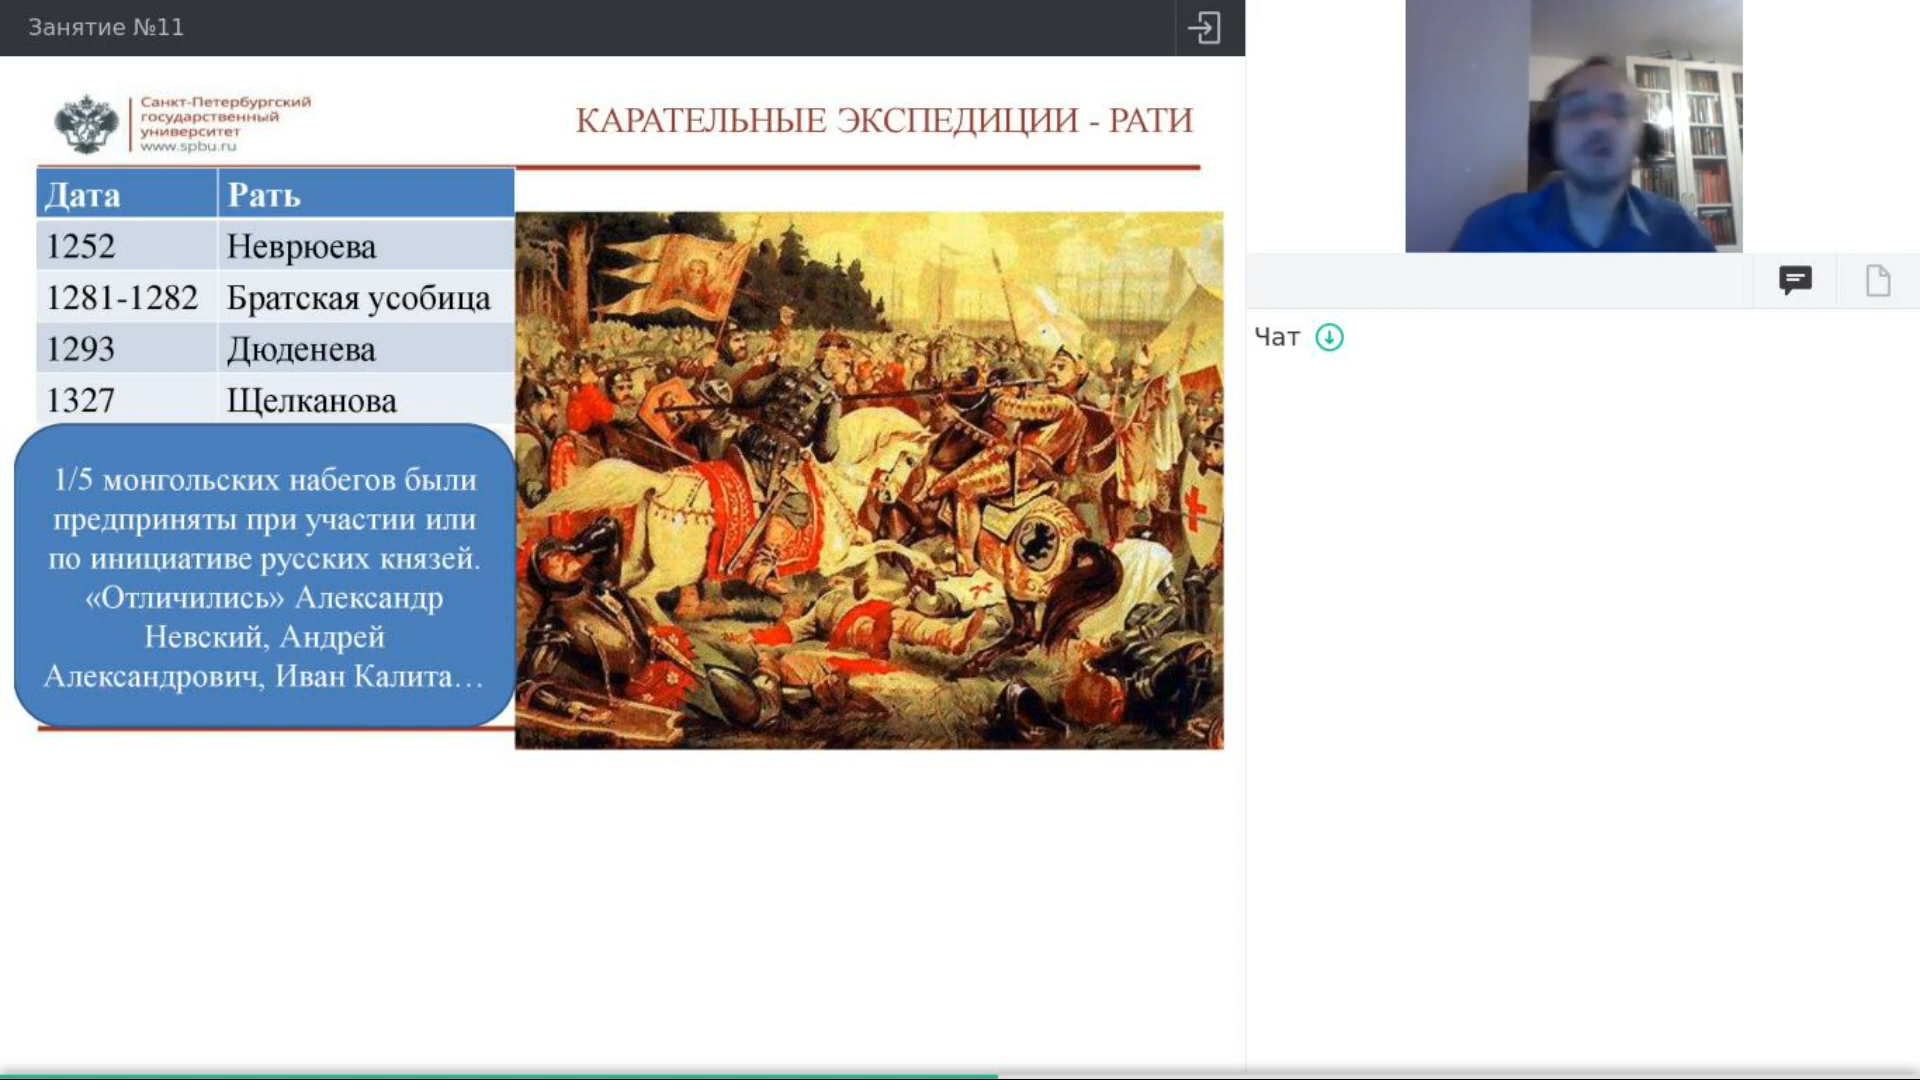 Занятие №11
Санкт-Петербургский
государственный
университет
www.spbu.ru
КАРАТЕЛЬНЫЕ ЭКСПЕДИЦИИ - РАТИ
Дата Рать
1252 Неврюева
1281-1282 Братская усобица
1293 Дюденева
1327 Щелканова
1/5 монгольских набегов были
предприняты при участии или
по инициативе русских князей.
«Отличились» Александр
Невский, Андрей
Александрович, Иван Калита…
Чат